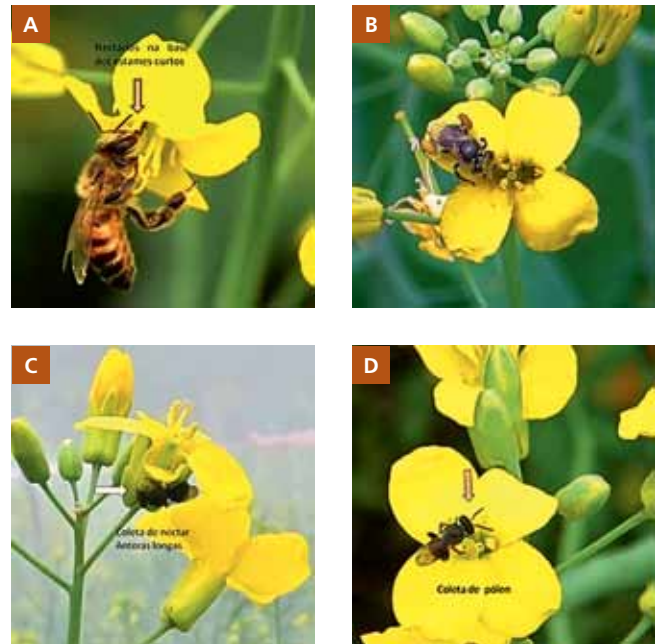 A
Nectários na base
dos estames curtos
B
C
Coleta de néctar
Anteras longas
D
Coleta de pólen